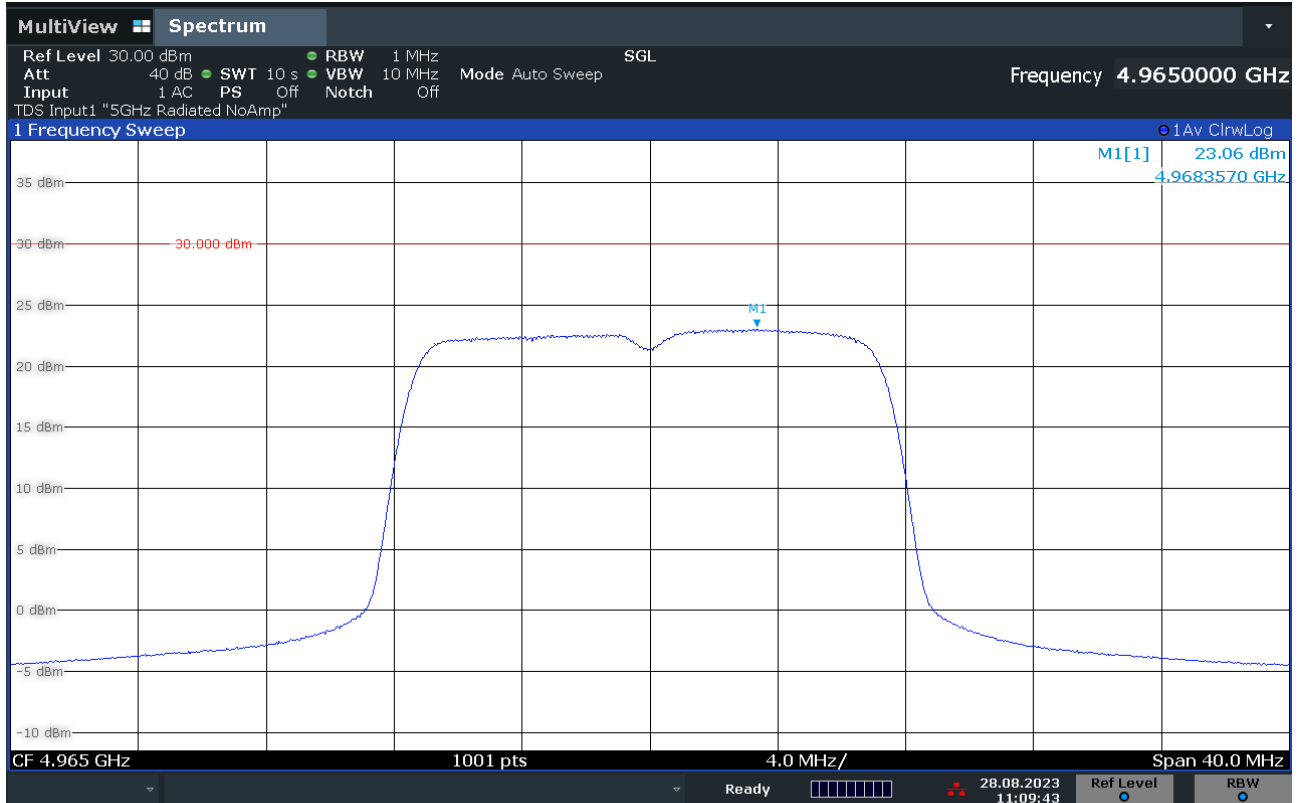 MultiView Spectrum
Ref Level 30.00 dBm RBW 1 MHz SGL
Att 40 dB SWT 10 s VBW 10 MHz Mode Auto Sweep Frequency 4.9650000 GHz
Input 1 AC PS Off Notch Off
TDS Input1 "5GHz Radiated NoAmp"
1 Frequency Sweep 1Av ClrwLog
M1[1] 23.06 dBm
4.9683570 GHz
35 dBm
30 dBm 30.000 dBm
25 dBm
M1
20 dBm
15 dBm
10 dBm
5 dBm
0 dBm
-5 dBm
-10 dBm
CF 4.965 GHz 1001 pts 4.0 MHz/ Span 40.0 MHz
Ready 28.08.2023 Ref Level RBW
11:09:43